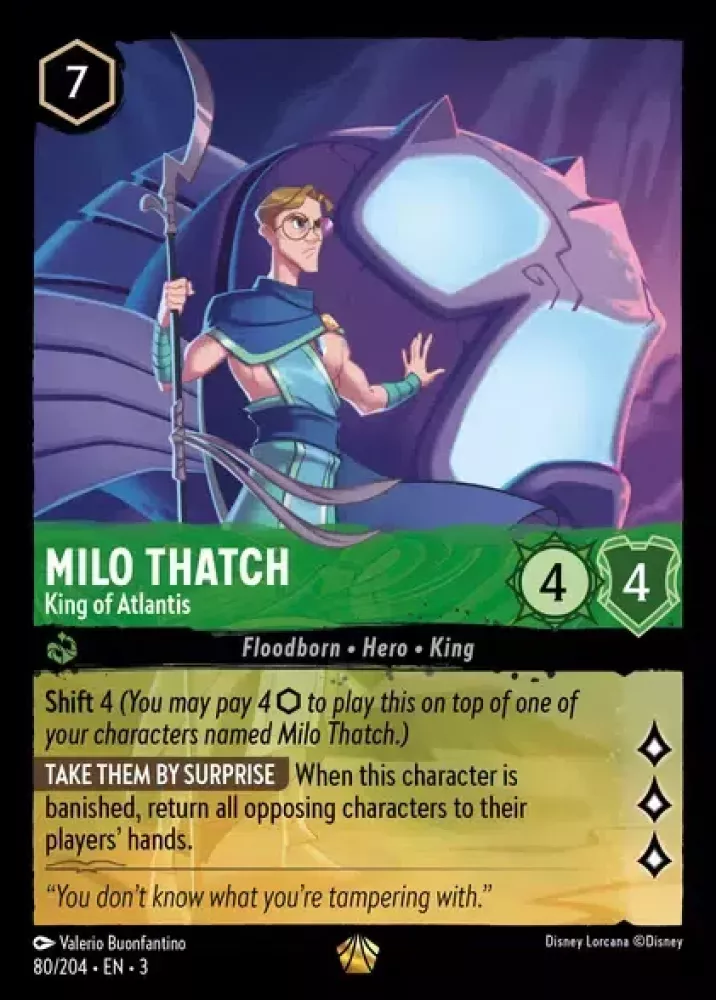 7
MILO THATCH
King of Atlantis
4
4
Floodborn • Hero • King
Shift 4 (You may pay 4 ⬡ to play this on top of one of
your characters named Milo Thatch.)
TAKE THEM BY SURPRISE When this character is
banished, return all opposing characters to their
players’ hands.
“You don’t know what you’re tampering with.”
Valerio Buonfantino
Disney Lorcana ©Disney
80/204 • EN • 3